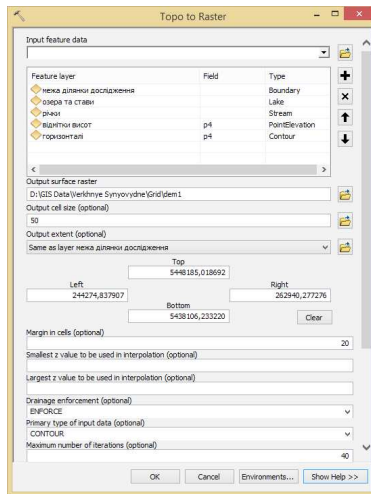 Topo to Raster
Input feature data
Feature layer Field Type
межа ділянки дослідження Boundary
озера та стави Lake
річки Stream
відмітки висот p4 PointElevation
горизонталі p4 Contour
Output surface raster
D:\GIS Data\Verkhnye Synyovydne\Grid\dem1
Output cell size (optional)
50
Output extent (optional)
Same as layer межа ділянки дослідження
Top
5448185,018692
Left Right
244274,837907 262940,277276
Bottom
5438106,233220
Clear
Margin in cells (optional)
20
Smallest z value to be used in interpolation (optional)
Largest z value to be used in interpolation (optional)
Drainage enforcement (optional)
ENFORCE
Primary type of input data (optional)
CONTOUR
Maximum number of iterations (optional)
40
OK Cancel Environments... Show Help >>